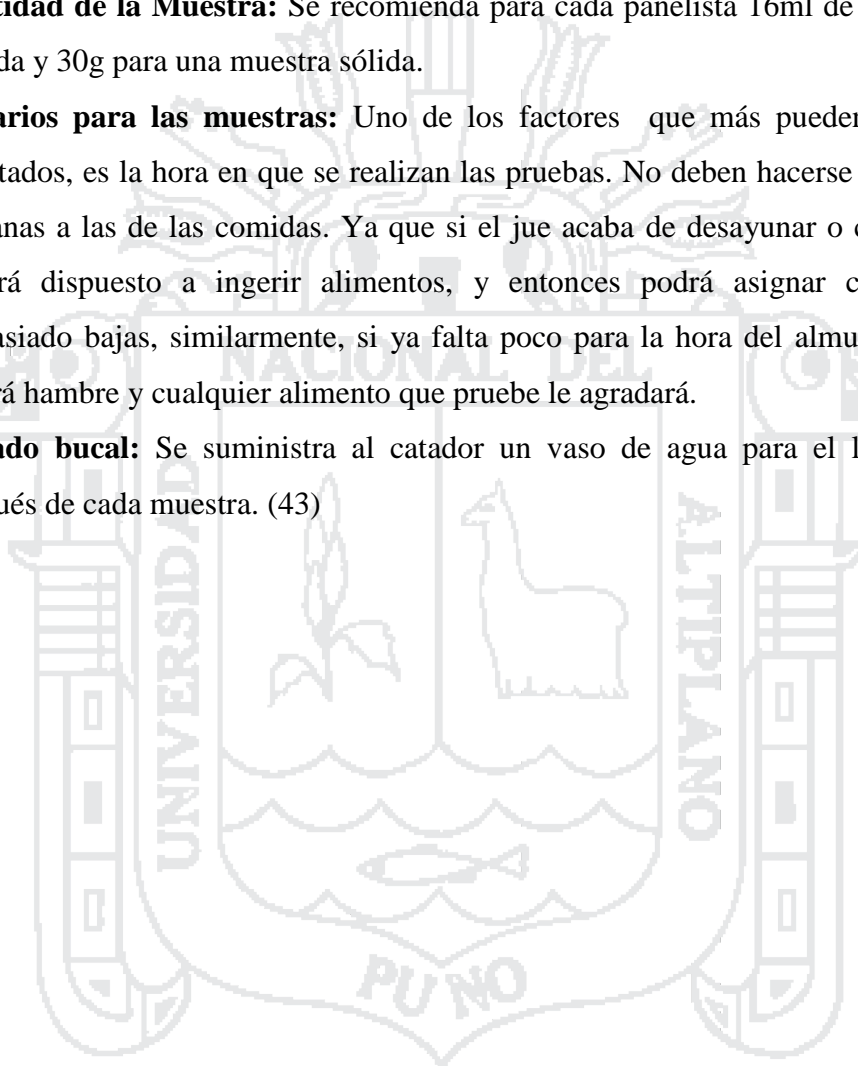 tidad de la Muestra: Se recomienda para cada panelista 16ml de
da y 30g para una muestra sólida.
arios para las muestras: Uno de los factores que más pueden
tados, es la hora en que se realizan las pruebas. No deben hacerse
anas a las de las comidas. Ya que si el jue acaba de desayunar o
rá dispuesto a ingerir alimentos, y entonces podrá asignar c
asiado bajas, similarmente, si ya falta poco para la hora del almu
rá hambre y cualquier alimento que pruebe le agradará.
ado bucal: Se suministra al catador un vaso de agua para el l
ués de cada muestra. (43)
NACIONAL DEL
UNIVERSIDAD
ALTIPLANO
PUNO